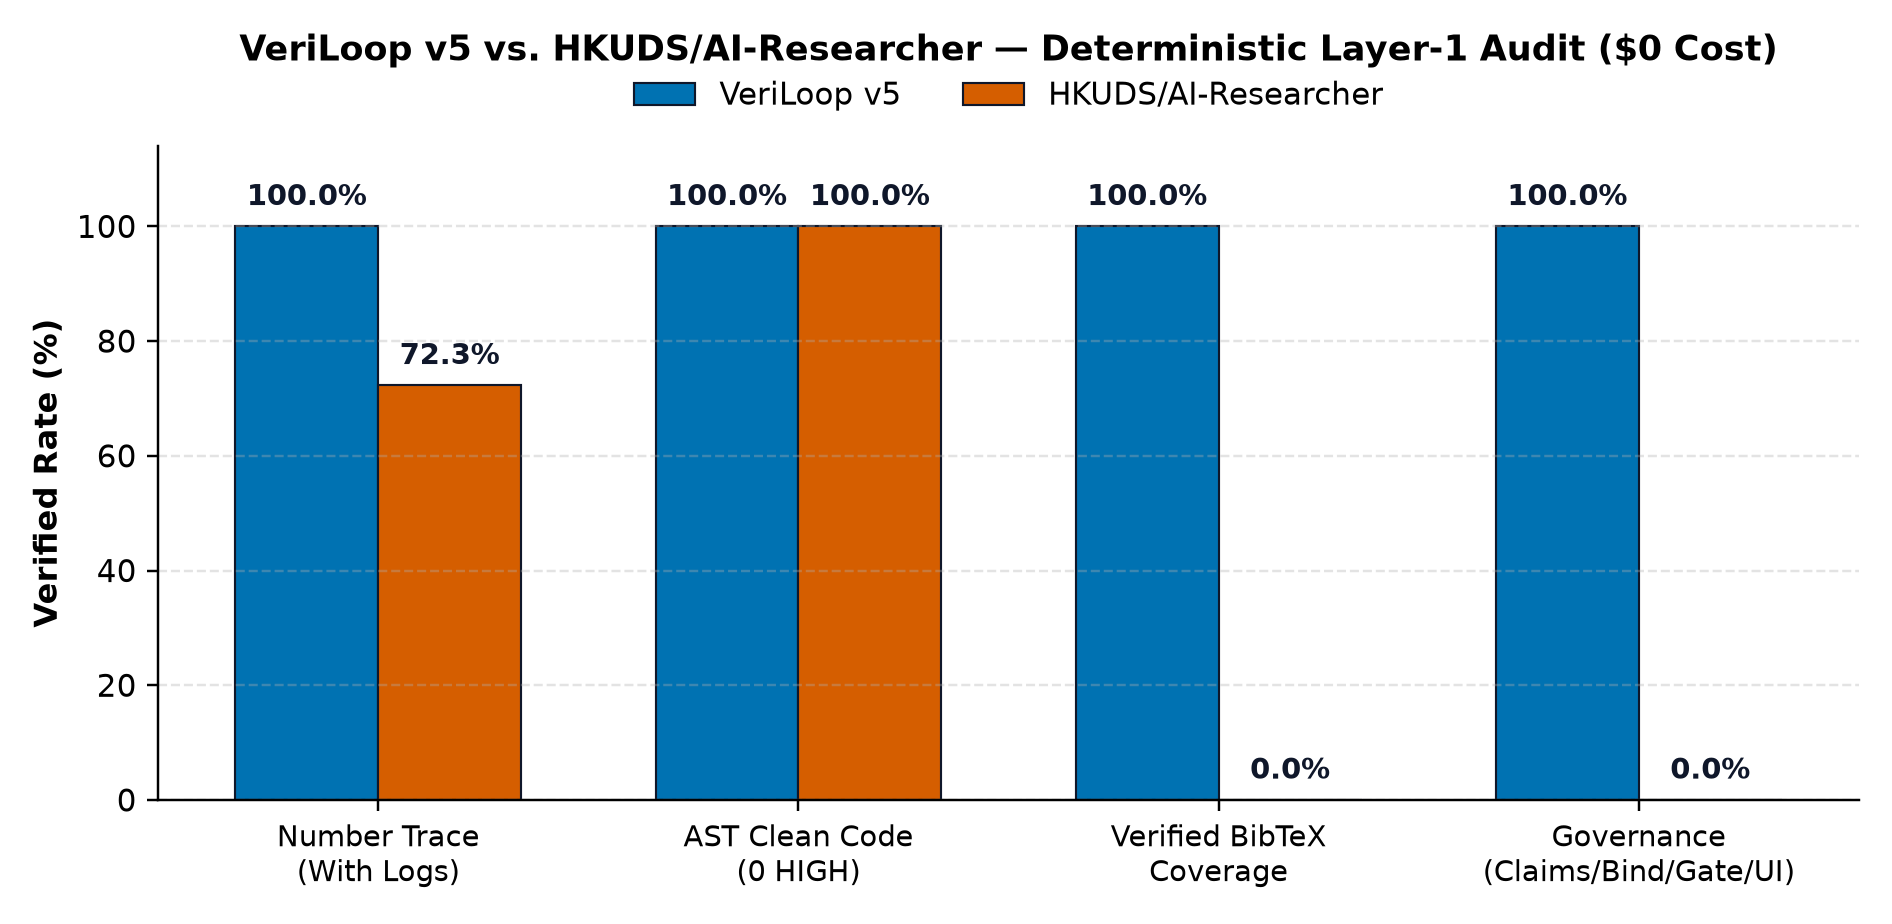 VeriLoop v5 vs. HKUDS/AI-Researcher — Deterministic Layer-1 Audit ($0 Cost)
VeriLoop v5
HKUDS/AI-Researcher
Verified Rate (%)
100
80
60
40
20
0
100.0%
72.3%
100.0%
100.0%
100.0%
0.0%
100.0%
0.0%
Number Trace
(With Logs)
AST Clean Code
(0 HIGH)
Verified BibTeX
Coverage
Governance
(Claims/Bind/Gate/UI)